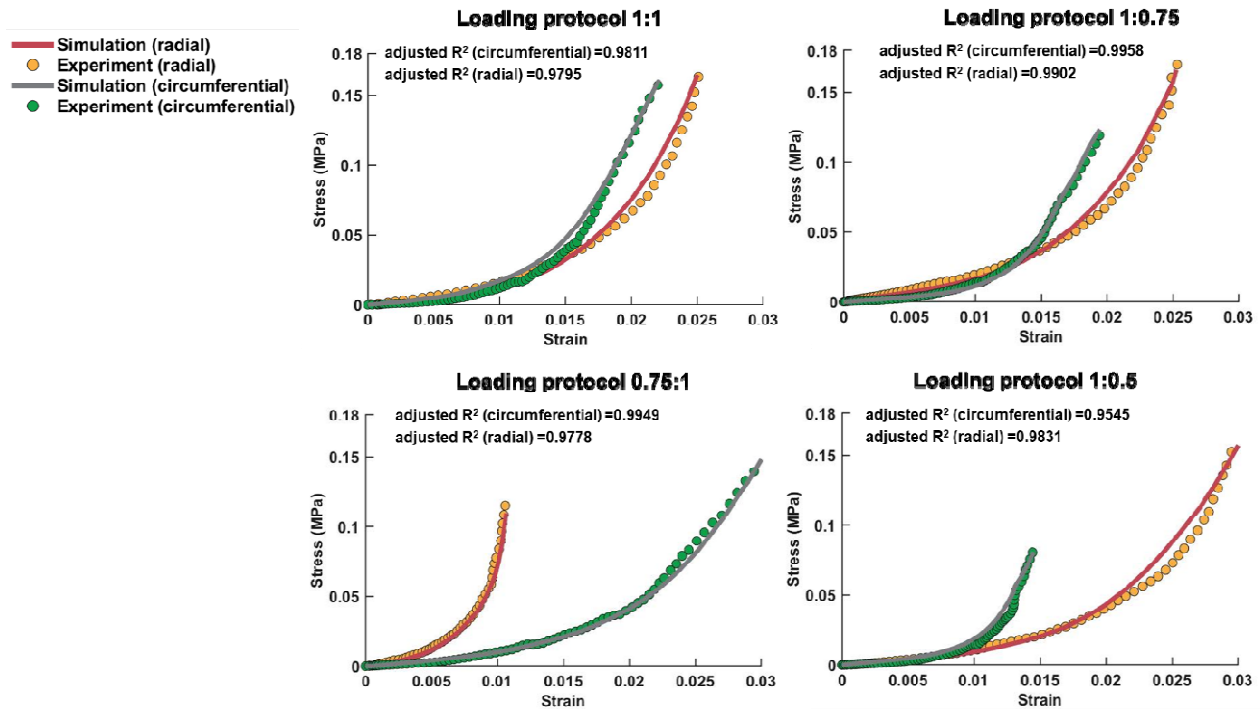 Simulation (radial)
Experiment (radial)
Simulation (circumferential)
Experiment (circumferential)
Loading protocol 1:1
adjusted R² (circumferential) =0.9811
adjusted R² (radial) =0.9795
0.18
0.15
0.1
0.05
0
Stress (MPa)
0 0.005 0.01 0.015 0.02 0.025 0.03
Strain
Loading protocol 1:0.75
adjusted R² (circumferential) =0.9958
adjusted R² (radial) =0.9902
0.18
0.15
0.1
0.05
0
Stress (MPa)
0 0.005 0.01 0.015 0.02 0.025 0.03
Strain
Loading protocol 0.75:1
adjusted R² (circumferential) =0.9949
adjusted R² (radial) =0.9778
0.18
0.15
0.1
0.05
0
Stress (MPa)
0 0.005 0.01 0.015 0.02 0.025 0.03
Strain
Loading protocol 1:0.5
adjusted R² (circumferential) =0.9545
adjusted R² (radial) =0.9831
0.18
0.15
0.1
0.05
0
Stress (MPa)
0 0.005 0.01 0.015 0.02 0.025 0.03
Strain